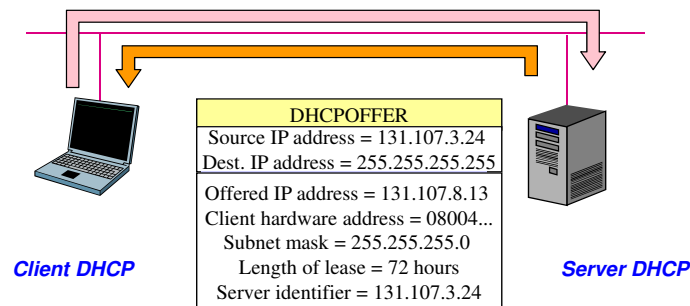 DHCPOFFER
Source IP address = 131.107.3.24
Dest. IP address = 255.255.255.255
Offered IP address = 131.107.8.13
Client hardware address = 08004...
Subnet mask = 255.255.255.0
Length of lease = 72 hours
Server identifier = 131.107.3.24
Client DHCP
Server DHCP